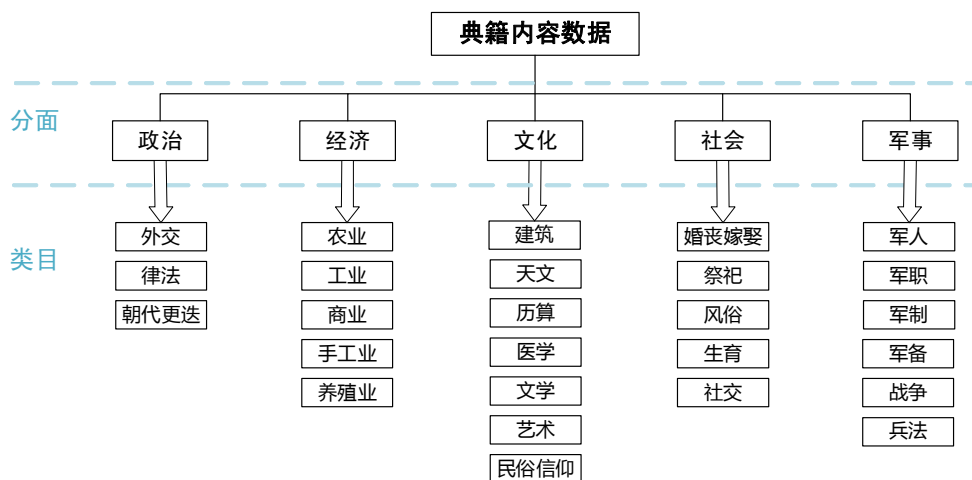 典籍内容数据
分面
政治
经济
文化
社会
军事
类目
外交
律法
朝代更迭
农业
工业
商业
手工业
养殖业
建筑
天文
历算
医学
文学
艺术
民俗信仰
婚丧嫁娶
祭祀
风俗
生育
社交
军人
军职
军制
军备
战争
兵法